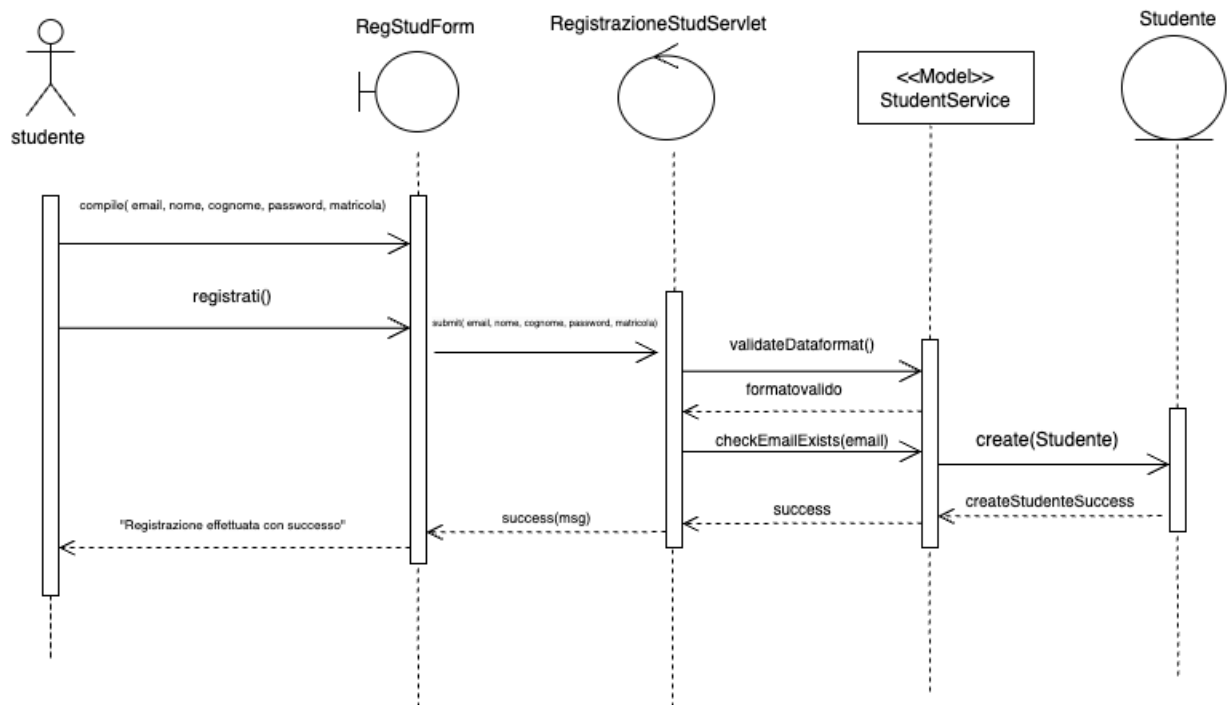 Studente
RegStudForm
RegistrazioneStudServlet
<<Model>>
StudentService
studente
compile( email, nome, cognome, password, matricola)
registrati()
submit( email, nome, cognome, password, matricola)
validateDataformat()
formatovalido
checkEmailExists(email)
create(Studente)
createStudenteSuccess
success
success(msg)
"Registrazione effettuata con successo"